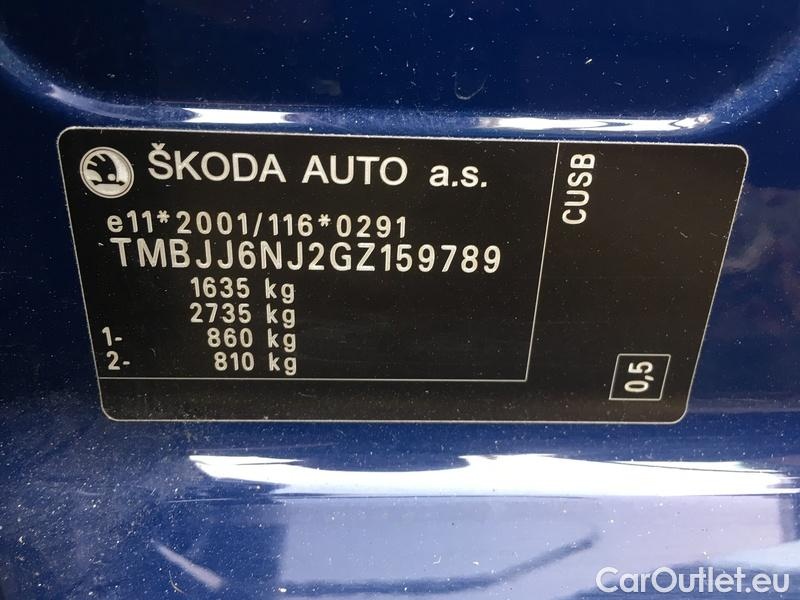 ŠKODA AUTO a.s.
e11*2001/116*0291
TMBJJ6NJ2GZ159789
1635 kg
2735 kg
1- 860 kg
2- 810 kg
CUSB
0,5
CarOutlet.eu